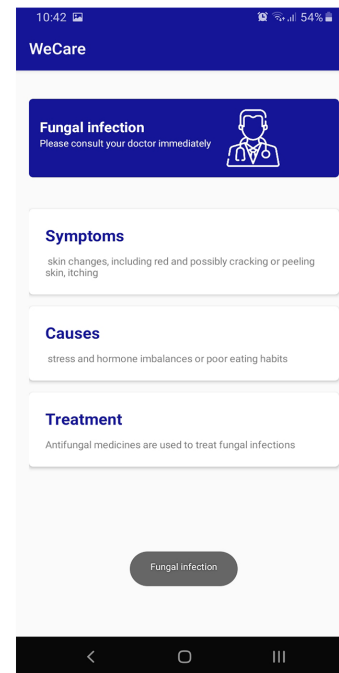 10:42 54%
WeCare
Fungal infection
Please consult your doctor immediately
Symptoms
skin changes, including red and possibly cracking or peeling
skin, itching
Causes
stress and hormone imbalances or poor eating habits
Treatment
Antifungal medicines are used to treat fungal infections
Fungal infection